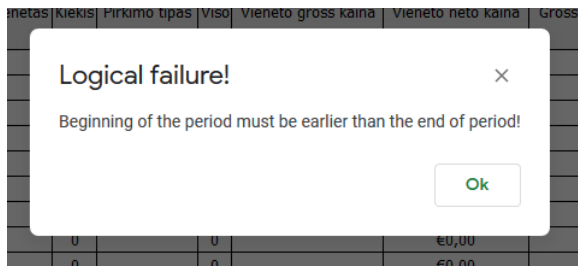 Kiekis Pirkimo tipas Viso Vieneto gross kaina Vieneto neto kaina Gross
Logical failure!
Beginning of the period must be earlier than the end of period!
Ok
0 0 €0,00
0 0 €0,00